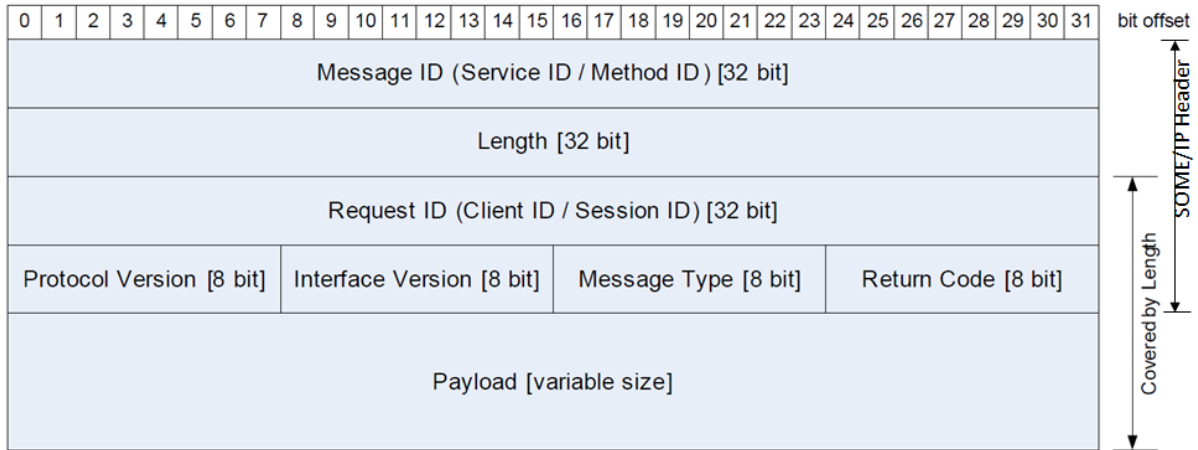 0 1 2 3 4 5 6 7 8 9 10 11 12 13 14 15 16 17 18 19 20 21 22 23 24 25 26 27 28 29 30 31 bit offset
Message ID (Service ID / Method ID) [32 bit]
Length [32 bit]
Request ID (Client ID / Session ID) [32 bit]
Protocol Version [8 bit] Interface Version [8 bit] Message Type [8 bit] Return Code [8 bit]
Payload [variable size]
SOME/IP Header
Covered by Length